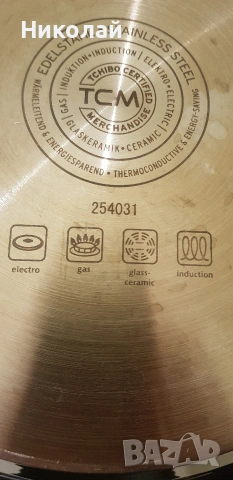 Николай
EDELSTAHL · STAINLESS STEEL
WÄRMELEITEND & ENERGIESPAREND · THERMOCONDUCTIVE & ENERGY-SAVING
INDUKTION · INDUCTION | ELEKTRO · ELECTRIC |
GLASKERAMIK · CERAMIC | GAS |
TCHIBO CERTIFIED
TCM
MERCHANDISE
254031
electro gas glass- induction
ceramic
BAZAR